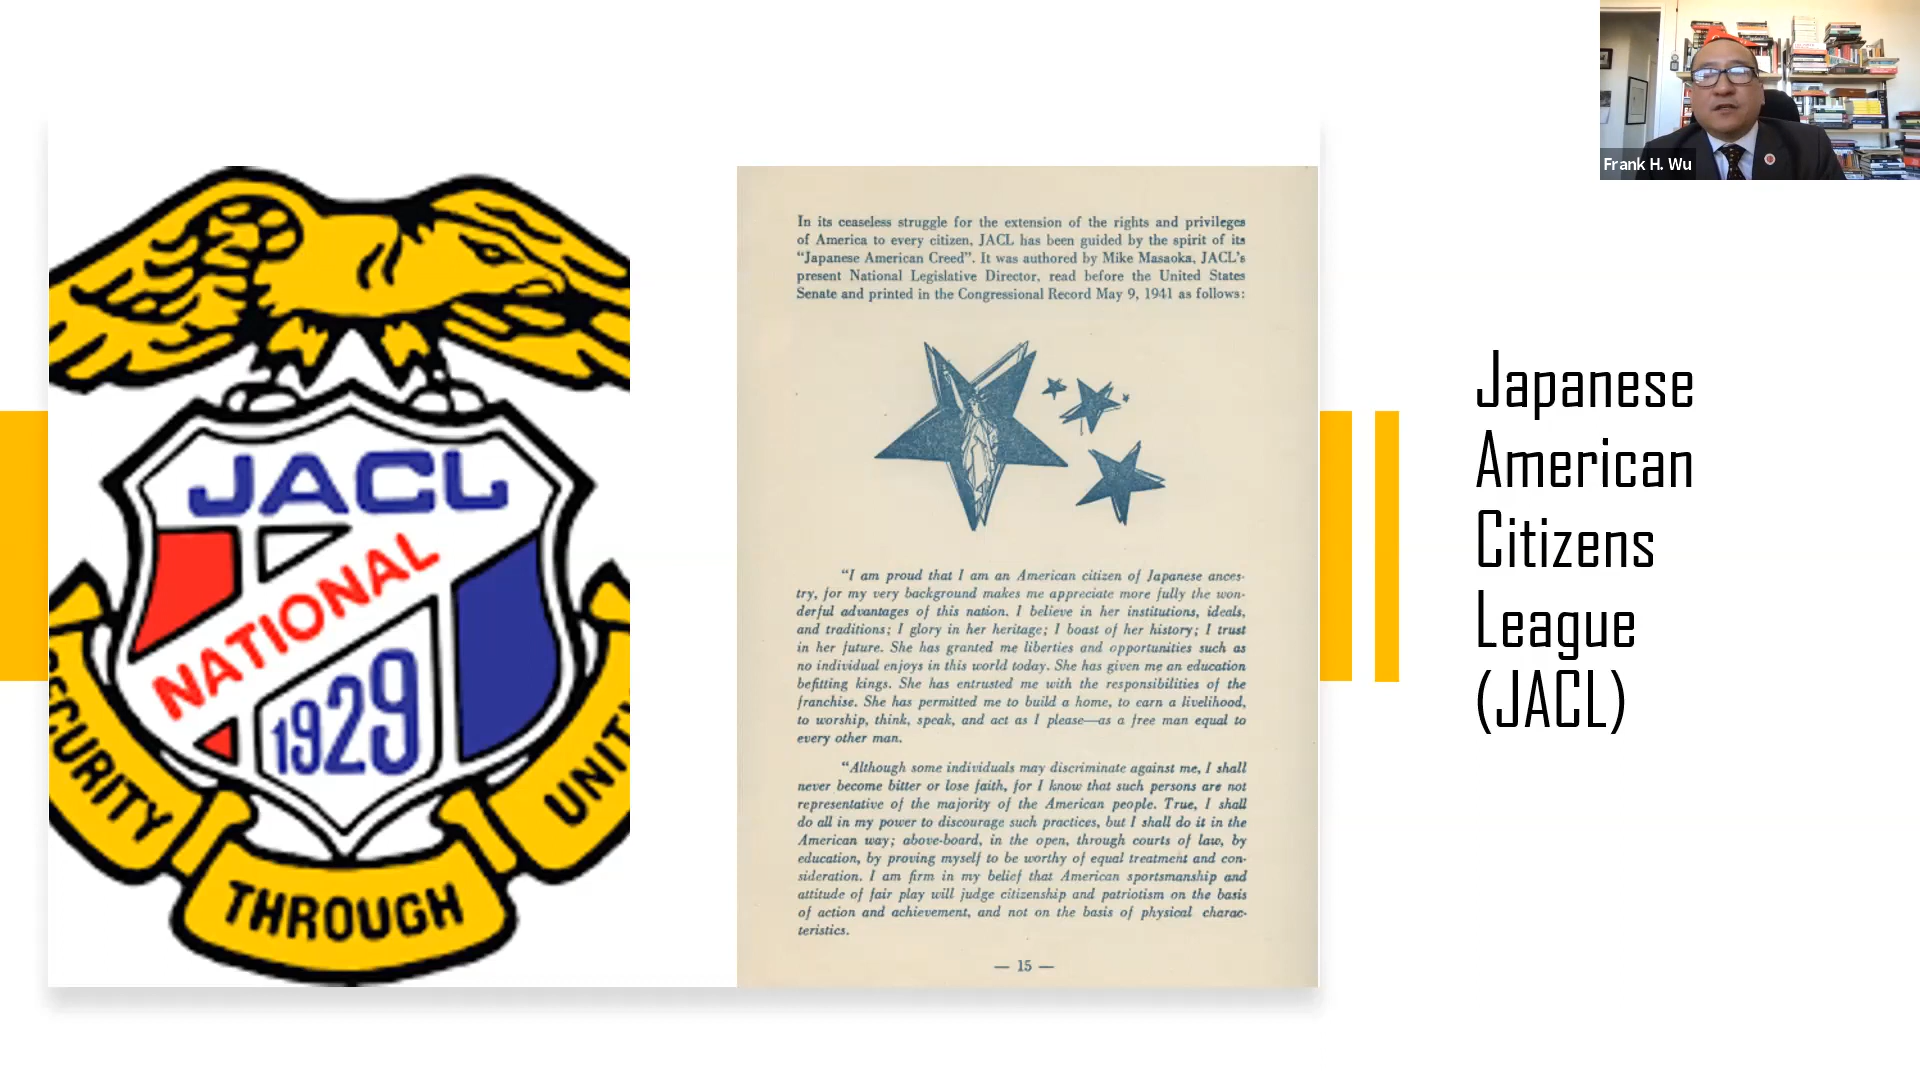 Frank H. Wu
JACL
NATIONAL
1929
ECURITY
THROUGH
UNIT
In its ceaseless struggle for the extension of the rights and privileges
of America to every citizen, JACL has been guided by the spirit of its
“Japanese American Creed”. It was authored by Mike Masaoka, JACL’s
present National Legislative Director, read before the United States
Senate and printed in the Congressional Record May 9, 1941 as follows:
“I am proud that I am an American citizen of Japanese ances-
try, for my very background makes me appreciate more fully the won-
derful advantages of this nation. I believe in her institutions, ideals,
and traditions; I glory in her heritage; I boast of her history; I trust
in her future. She has granted me liberties and opportunities such as
no individual enjoys in this world today. She has given me an education
befitting kings. She has entrusted me with the responsibilities of the
franchise. She has permitted me to build a home, to earn a livelihood,
to worship, think, speak, and act as I please—as a free man equal to
every other man.
“Although some individuals may discriminate against me, I shall
never become bitter or lose faith, for I know that such persons are not
representative of the majority of the American people. True, I shall
do all in my power to discourage such practices, but I shall do it in the
American way; above-board, in the open, through courts of law, by
education, by proving myself to be worthy of equal treatment and con-
sideration. I am firm in my belief that American sportsmanship and
attitude of fair play will judge citizenship and patriotism on the basis
of action and achievement, and not on the basis of physical charac-
teristics.
— 15 —
Japanese
American
Citizens
League
(JACL)